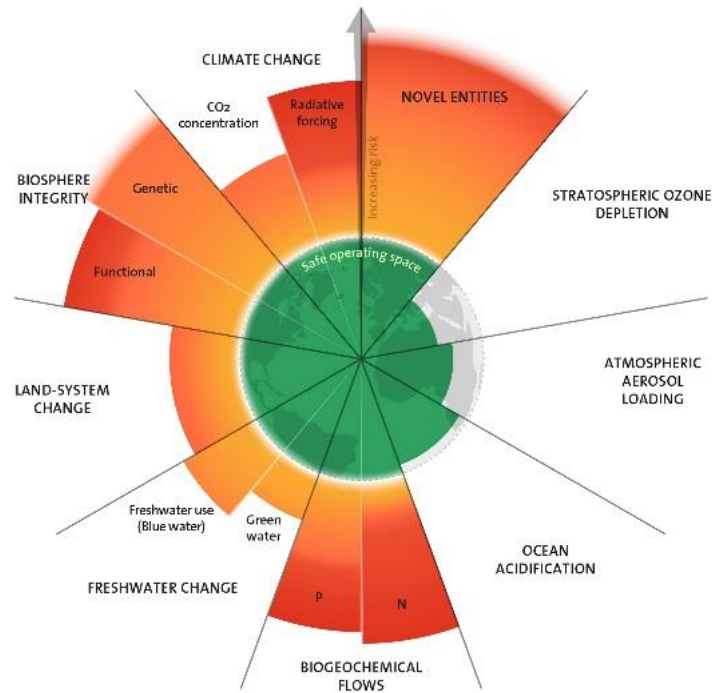 CLIMATE CHANGE
CO2
concentration
Radiative
forcing
NOVEL ENTITIES
Increasing risk
BIOSPHERE
INTEGRITY
Genetic
Functional
STRATOSPHERIC OZONE
DEPLETION
Safe operating space
LAND-SYSTEM
CHANGE
ATMOSPHERIC
AEROSOL
LOADING
Freshwater use
(Blue water)
Green
water
FRESHWATER CHANGE
OCEAN
ACIDIFICATION
P
N
BIOGEOCHEMICAL
FLOWS